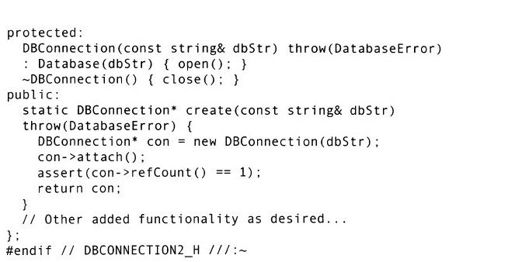 protected:
DBConnection(const string& dbStr) throw(DatabaseError)
: Database(dbStr) { open(); }
~DBConnection() { close(); }
public:
static DBConnection* create(const string& dbStr)
throw(DatabaseError) {
DBConnection* con = new DBConnection(dbStr);
con->attach();
assert(con->refCount() == 1);
return con;
}
// Other added functionality as desired...
};
#endif // DBCONNECTION2_H ///:~